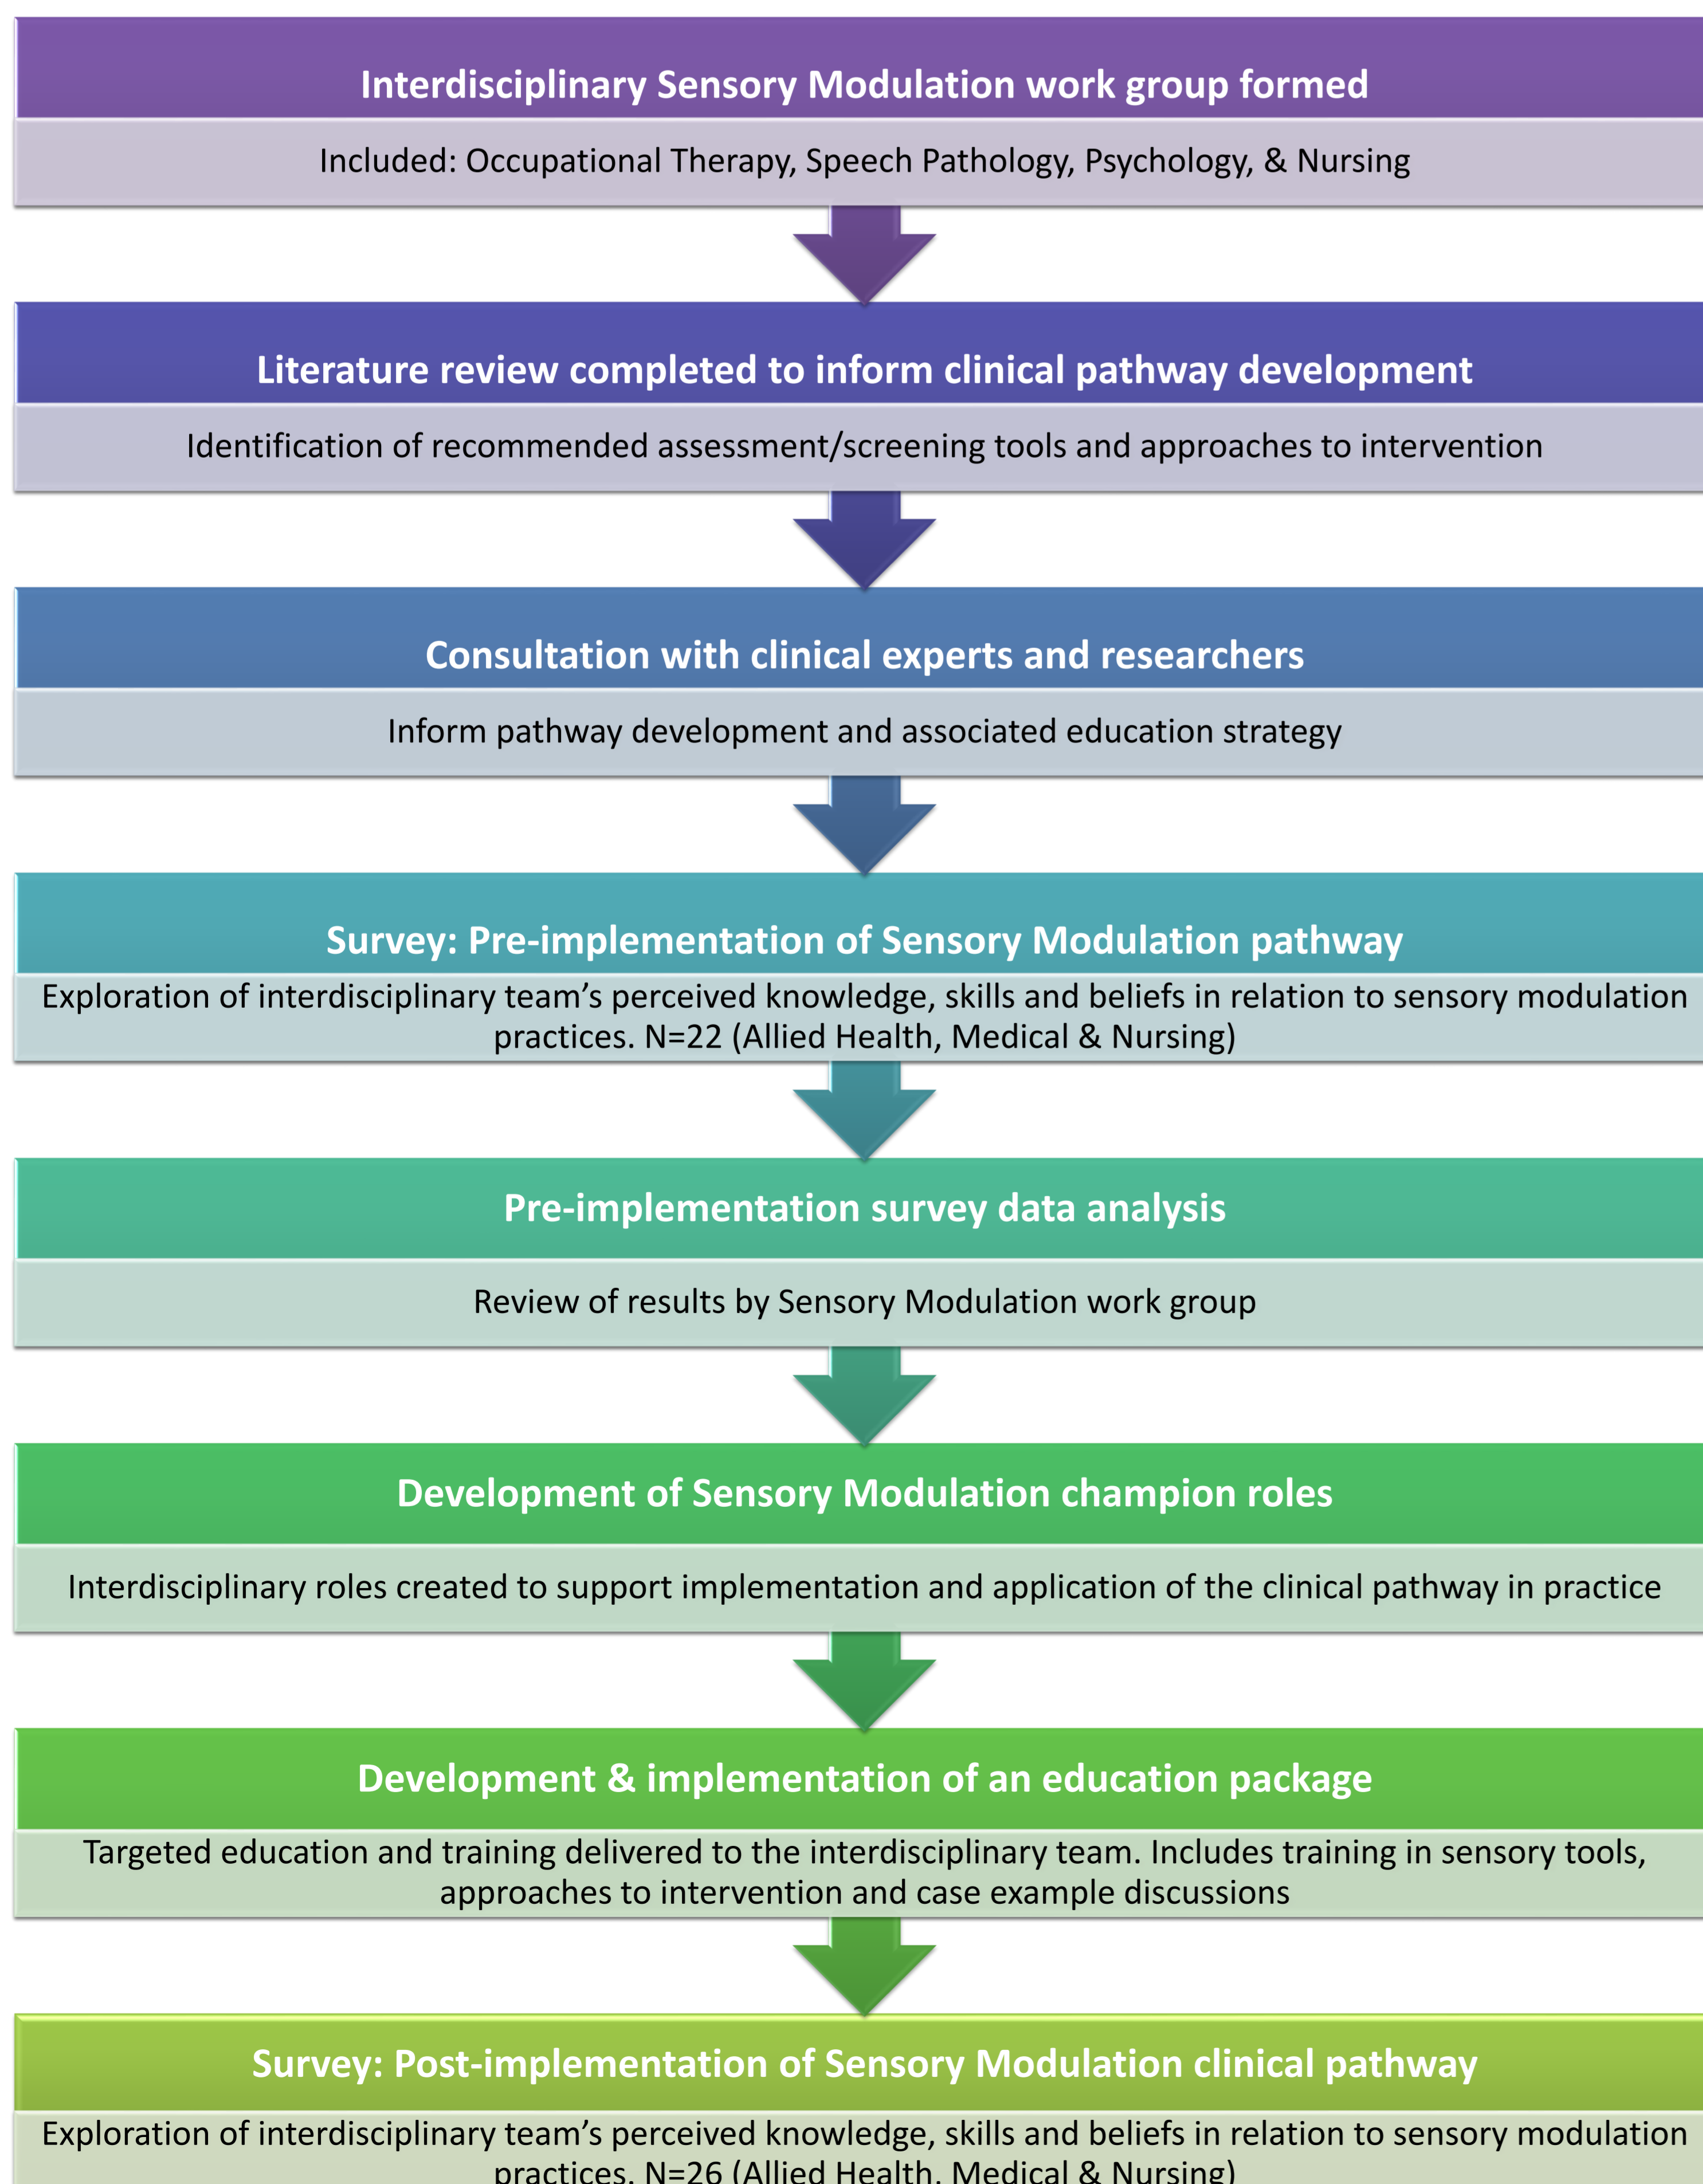 Interdisciplinary Sensory Modulation work group formed
Included: Occupational Therapy, Speech Pathology, Psychology, & Nursing
Literature review completed to inform clinical pathway development
Identification of recommended assessment/screening tools and approaches to intervention
Consultation with clinical experts and researchers
Inform pathway development and associated education strategy
Survey: Pre-implementation of Sensory Modulation pathway
Exploration of interdisciplinary team’s perceived knowledge, skills and beliefs in relation to sensory modulation
practices. N=22 (Allied Health, Medical & Nursing)
Pre-implementation survey data analysis
Review of results by Sensory Modulation work group
Development of Sensory Modulation champion roles
Interdisciplinary roles created to support implementation and application of the clinical pathway in practice
Development & implementation of an education package
Targeted education and training delivered to the interdisciplinary team. Includes training in sensory tools,
approaches to intervention and case example discussions
Survey: Post-implementation of Sensory Modulation clinical pathway
Exploration of interdisciplinary team’s perceived knowledge, skills and beliefs in relation to sensory modulation
practices. N=26 (Allied Health, Medical & Nursing)